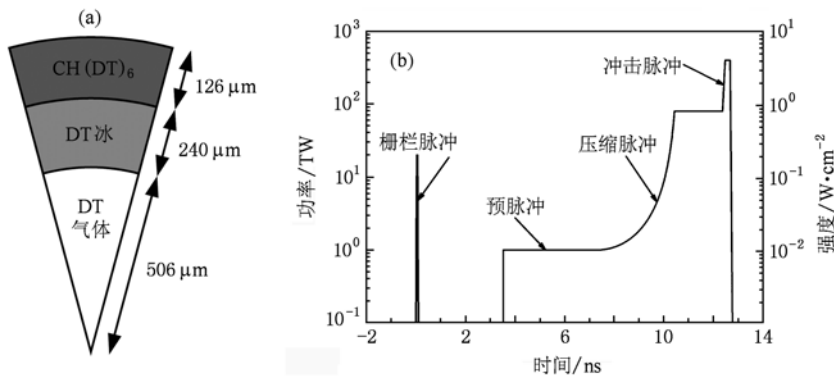 (a)
CH(DT)₆
126 μm
DT冰
240 μm
DT
气体
506 μm
(b)
功率/TW
10³
10²
10¹
10⁰
10⁻¹
栅栏脉冲
预脉冲
压缩脉冲
冲击脉冲
10¹
10⁰
10⁻¹
10⁻²
强度/W·cm⁻²
-2
2
6
10
14
时间/ns